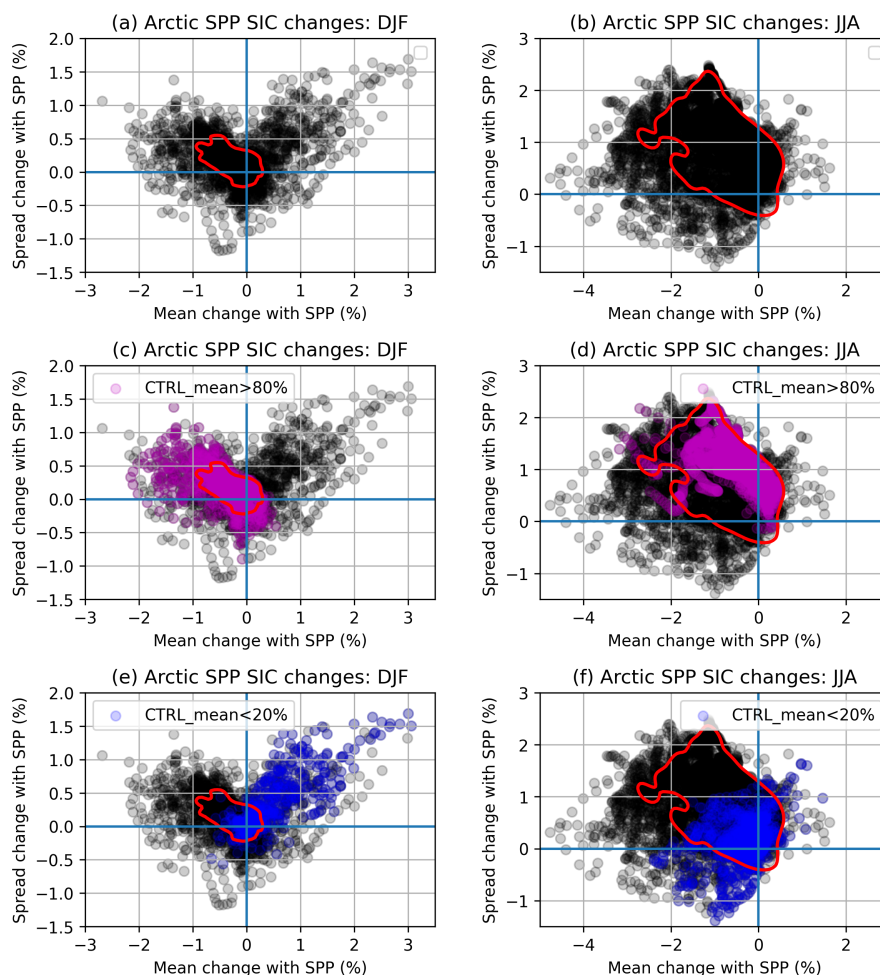 (a) Arctic SPP SIC changes: DJF
2.0
1.5
1.0
0.5
0.0
−0.5
−1.0
−1.5
Spread change with SPP (%)
−3 −2 −1 0 1 2 3
Mean change with SPP (%)
(b) Arctic SPP SIC changes: JJA
3
2
1
0
−1
Spread change with SPP (%)
−4 −2 0 2
Mean change with SPP (%)
(c) Arctic SPP SIC changes: DJF
CTRL_mean>80%
2.0
1.5
1.0
0.5
0.0
−0.5
−1.0
−1.5
Spread change with SPP (%)
−3 −2 −1 0 1 2 3
Mean change with SPP (%)
(d) Arctic SPP SIC changes: JJA
CTRL_mean>80%
3
2
1
0
−1
Spread change with SPP (%)
−4 −2 0 2
Mean change with SPP (%)
(e) Arctic SPP SIC changes: DJF
CTRL_mean<20%
2.0
1.5
1.0
0.5
0.0
−0.5
−1.0
−1.5
Spread change with SPP (%)
−3 −2 −1 0 1 2 3
Mean change with SPP (%)
(f) Arctic SPP SIC changes: JJA
CTRL_mean<20%
3
2
1
0
−1
Spread change with SPP (%)
−4 −2 0 2
Mean change with SPP (%)